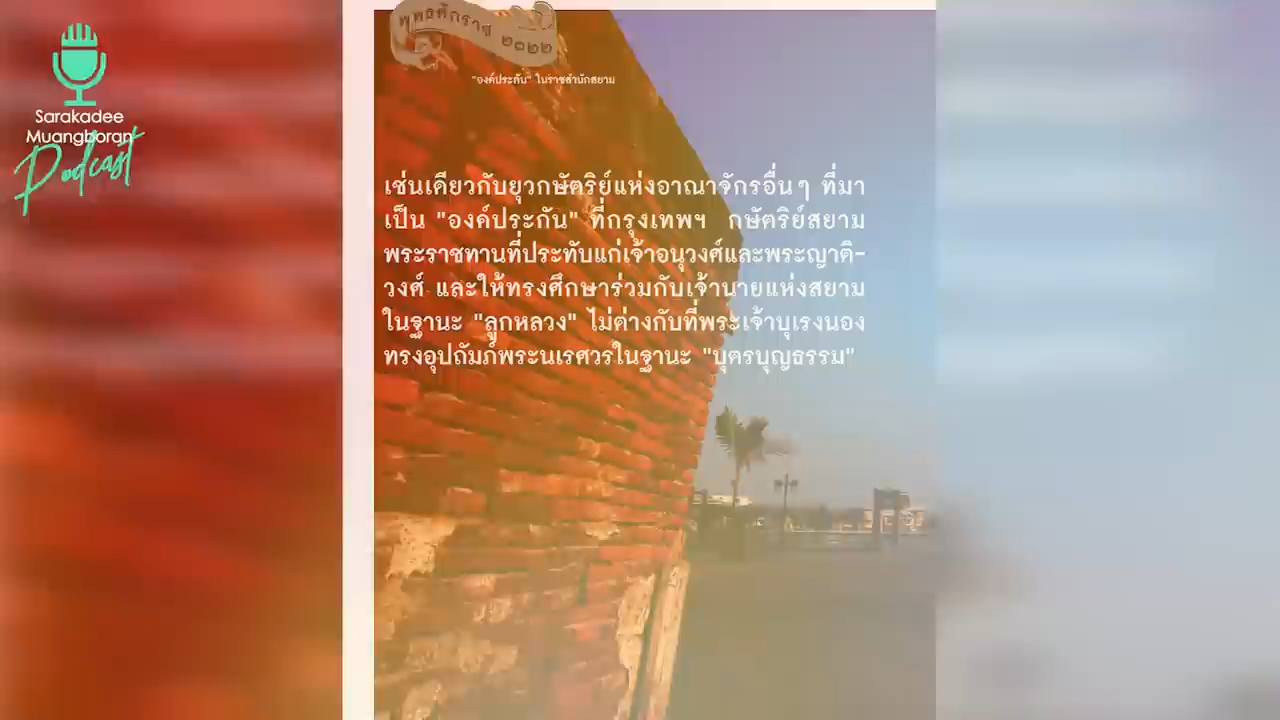 Sarakadee
Muangboran
Podcast
พุทธศักราช ๒๓๒๒
"องค์ประกัน" ในราชสำนักสยาม
เช่นเดียวกับยุวกษัตริย์แห่งอาณาจักรอื่นๆ ที่มา
เป็น "องค์ประกัน" ที่กรุงเทพฯ กษัตริย์สยาม
พระราชทานที่ประทับแก่เจ้าอนุวงศ์และพระญาติ-
วงศ์ และให้ทรงศึกษาร่วมกับเจ้านายแห่งสยาม
ในฐานะ "ลูกหลวง" ไม่ต่างกับที่พระเจ้าบุเรงนอง
ทรงอุปถัมภ์พระนเรศวรในฐานะ "บุตรบุญธรรม"